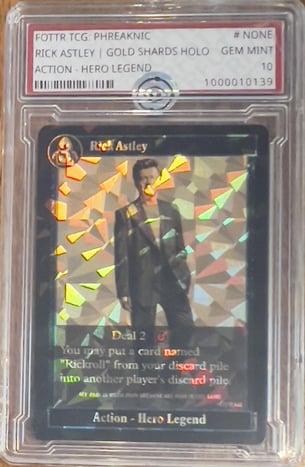 FOTTR TCG: PHREAKNIC # NONE
RICK ASTLEY | GOLD SHARDS HOLO GEM MINT
ACTION - HERO LEGEND 10
1000010139
3 Rick Astley
Deal 2
You may put a card named
"Rickroll" from your discard pile
into another player's discard pile.
Action - Hero Legend